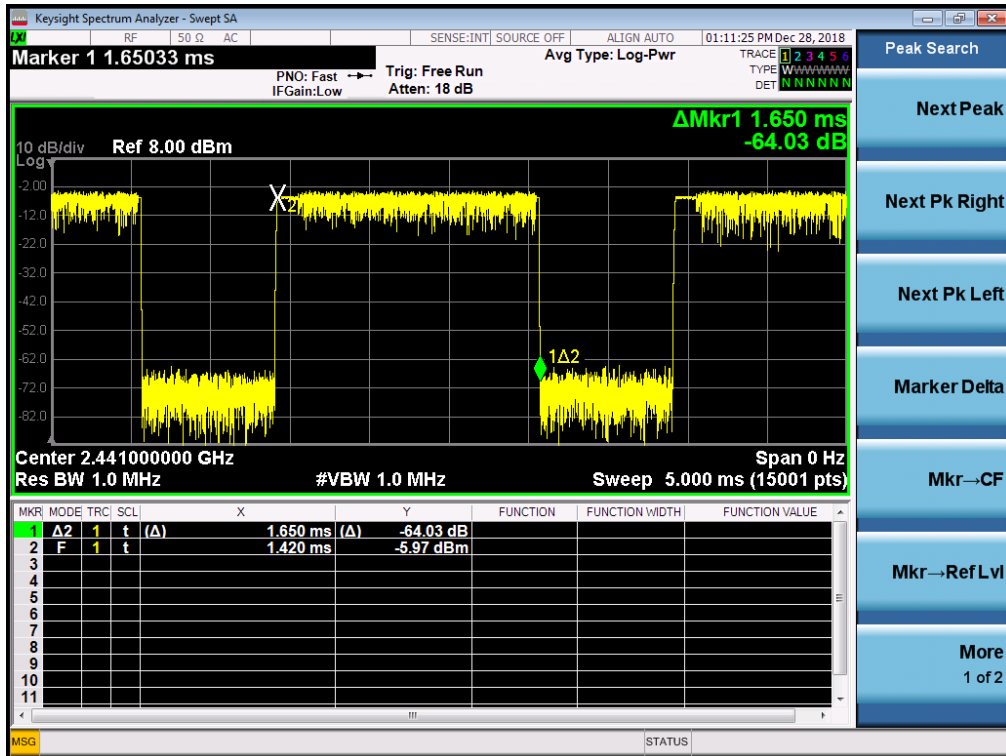 Keysight Spectrum Analyzer - Swept SA
LXI RF 50 Ω AC SENSE:INT SOURCE OFF ALIGN AUTO 01:11:25 PM Dec 28, 2018
Marker 1 1.65033 ms
PNO: Fast
IFGain:Low
Trig: Free Run
Atten: 18 dB
Avg Type: Log-Pwr
TRACE 1 2 3 4 5 6
TYPE WWWWWW
DET N N N N N N
Peak Search
Next Peak
Next Pk Right
Next Pk Left
Marker Delta
Mkr→CF
Mkr→Ref Lvl
More
1 of 2
ΔMkr1 1.650 ms
-64.03 dB
10 dB/div Ref 8.00 dBm
Log
-2.00
-12.0
-22.0
-32.0
-42.0
-52.0
-62.0
-72.0
-82.0
X2
1Δ2
Center 2.441000000 GHz Span 0 Hz
Res BW 1.0 MHz #VBW 1.0 MHz Sweep 5.000 ms (15001 pts)
MKR MODE TRC SCL X Y FUNCTION FUNCTION WIDTH FUNCTION VALUE
1 Δ2 1 t (Δ) 1.650 ms (Δ) -64.03 dB
2 F 1 t 1.420 ms -5.97 dBm
3
4
5
6
7
8
9
10
11
MSG STATUS